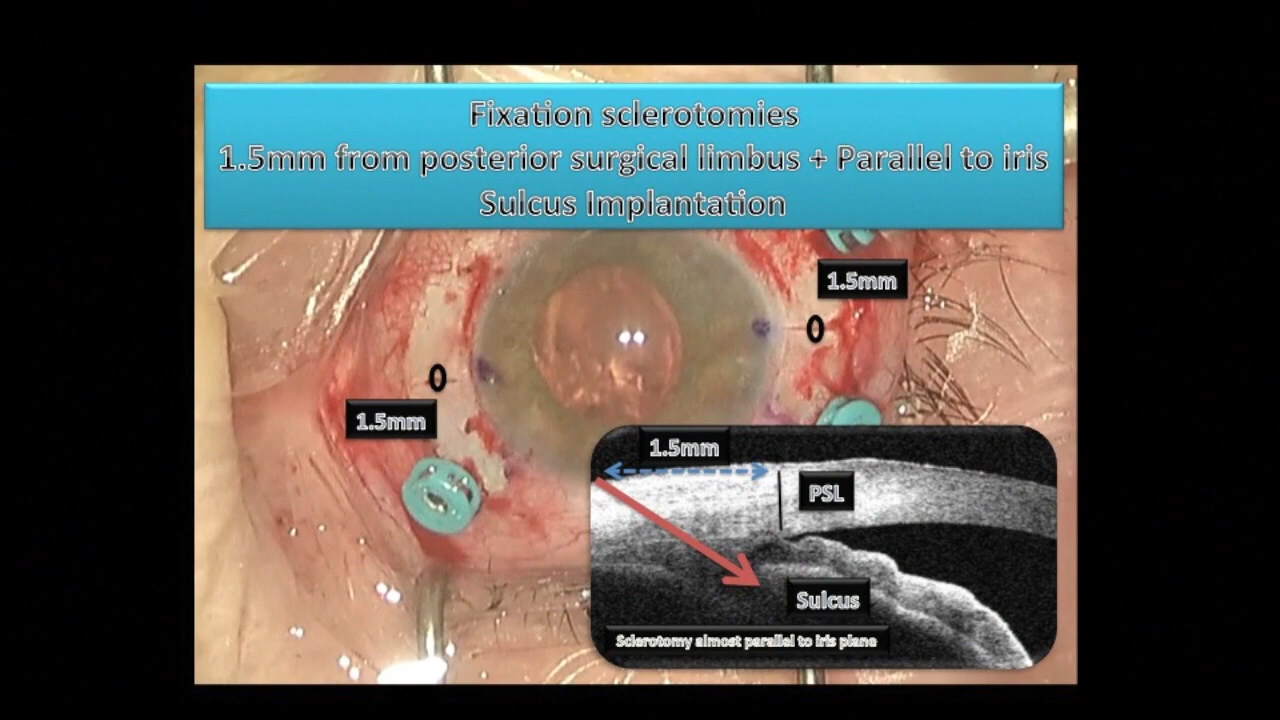 Fixation sclerotomies
1.5mm from posterior surgical limbus + Parallel to iris
Sulcus Implantation
1.5mm
0
0
1.5mm
1.5mm
PSL
Sulcus
Sclerotomy almost parallel to iris plane